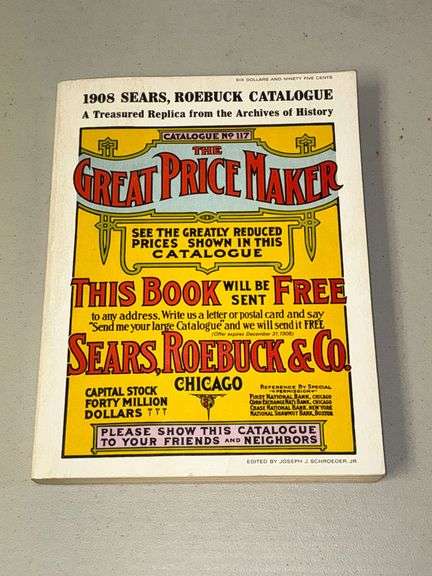 SIX DOLLARS AND NINETY FIVE CENTS
1908 SEARS, ROEBUCK CATALOGUE
A Treasured Replica from the Archives of History
CATALOGUE No 117
THE
GREAT PRICE MAKER
SEE THE GREATLY REDUCED
PRICES SHOWN IN THIS
CATALOGUE
THIS BOOK WILL BE SENT FREE
to any address. Write us a letter or postal card and say
"Send me your large Catalogue" and we will send it FREE
(Offer expires December 31, 1908)
SEARS, ROEBUCK & Co.
CHICAGO
CAPITAL STOCK
FORTY MILLION
DOLLARS
REFERENCE BY SPECIAL
PERMISSION
FIRST NATIONAL BANK, CHICAGO
CORN EXCHANGE NAT'L BANK, CHICAGO
CHASE NATIONAL BANK, NEW YORK
NATIONAL SHAWMUT BANK, BOSTON
PLEASE SHOW THIS CATALOGUE
TO YOUR FRIENDS AND NEIGHBORS
EDITED BY JOSEPH J. SCHROEDER, JR.